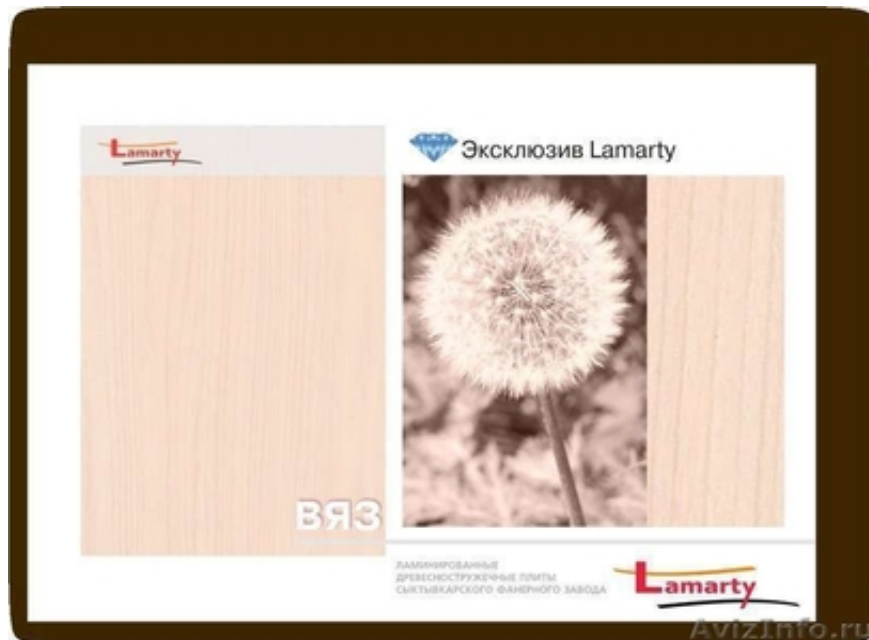 Lamarty
Эксклюзив Lamarty
ВЯЗ
ЛАМИНИРОВАННЫЕ
ДРЕВЕСНОСТРУЖЕЧНЫЕ ПЛИТЫ
СЫКТЫВКАРСКОГО ФАНЕРНОГО ЗАВОДА
Lamarty
AvizInfo.ru